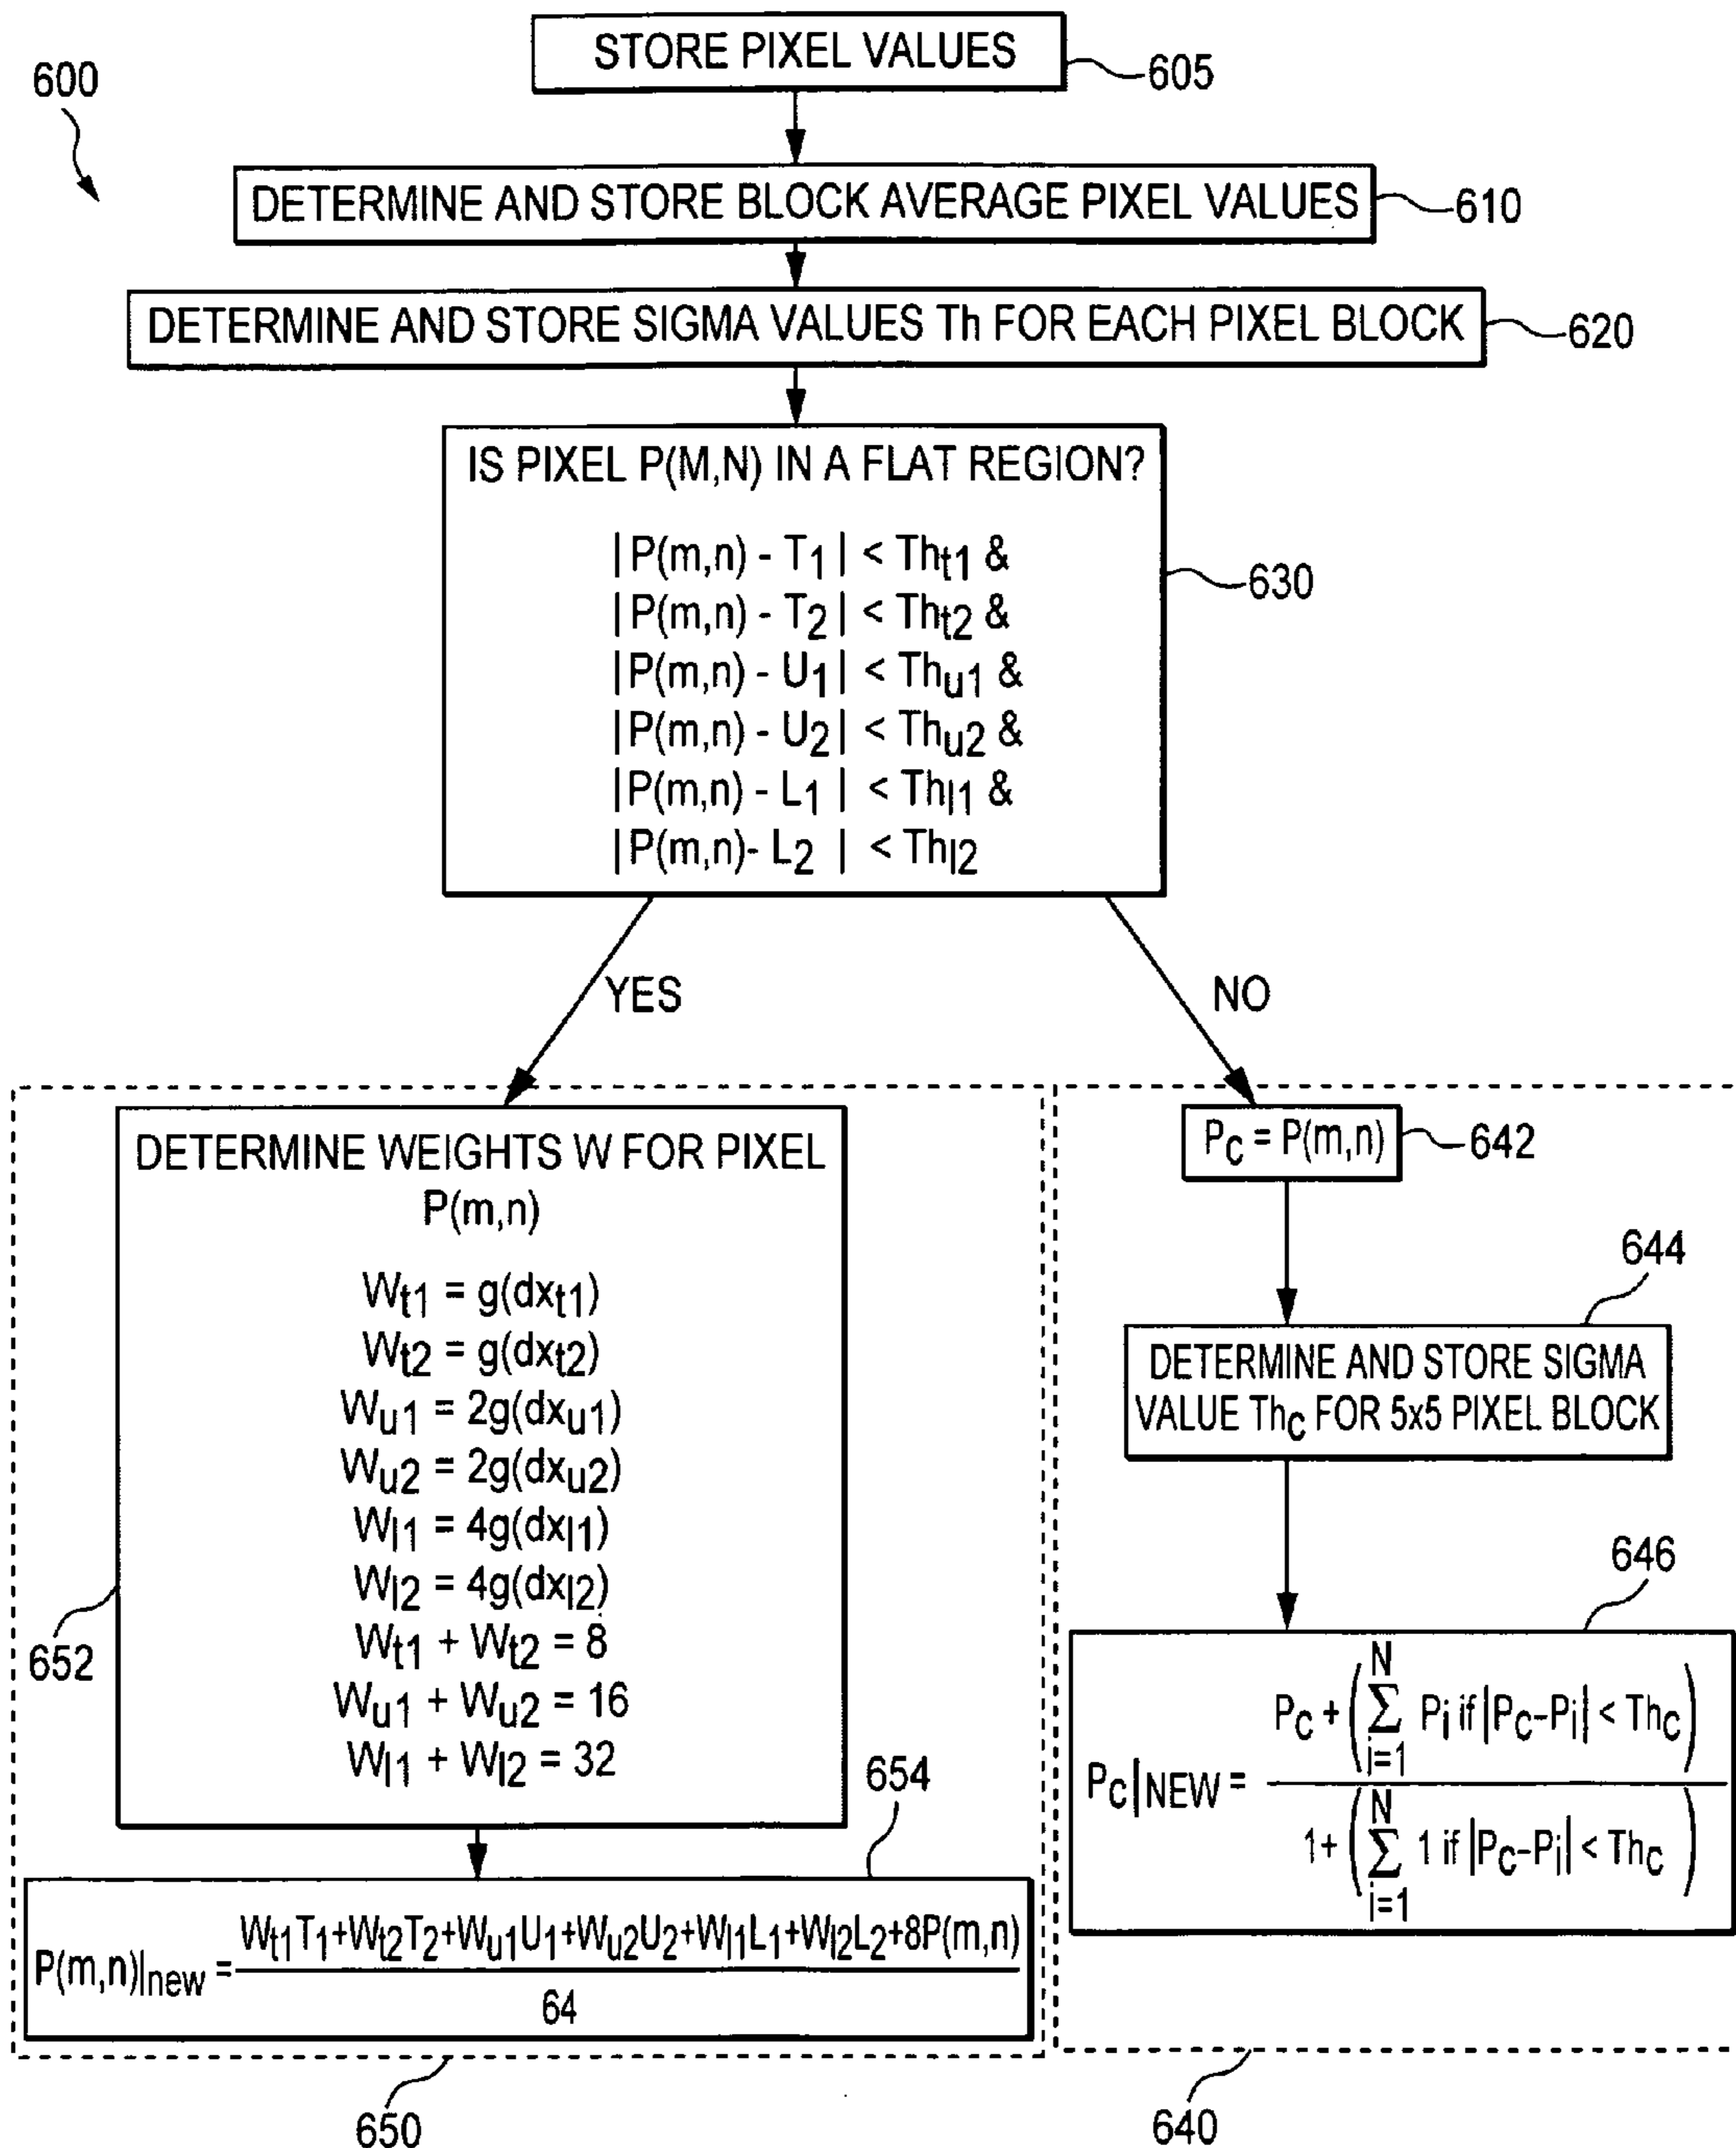 600
STORE PIXEL VALUES
605
DETERMINE AND STORE BLOCK AVERAGE PIXEL VALUES
610
DETERMINE AND STORE SIGMA VALUES Th FOR EACH PIXEL BLOCK
620
IS PIXEL P(M,N) IN A FLAT REGION?
|P(m,n) - T1| < Tht1 &
|P(m,n) - T2| < Tht2 &
|P(m,n) - U1| < Thu1 &
|P(m,n) - U2| < Thu2 &
|P(m,n) - L1 | < Thl1 &
|P(m,n)- L2 | < Thl2
630
YES
NO
DETERMINE WEIGHTS W FOR PIXEL
P(m,n)
Wt1 = g(dxt1)
Wt2 = g(dxt2)
Wu1 = 2g(dxu1)
Wu2 = 2g(dxu2)
Wl1 = 4g(dxl1)
Wl2 = 4g(dxl2)
Wt1 + Wt2 = 8
Wu1 + Wu2 = 16
Wl1 + Wl2 = 32
652
654
P(m,n)|new = Wt1T1+Wt2T2+Wu1U1+Wu2U2+Wl1L1+Wl2L2+8P(m,n)
64
650
PC = P(m,n)
642
644
DETERMINE AND STORE SIGMA
VALUE ThC FOR 5x5 PIXEL BLOCK
646
PC + (N Σ i=1 Pi if |PC-Pi| < ThC)
PC|NEW =
1+ (N Σ i=1 1 if |PC-Pi| < ThC )
640